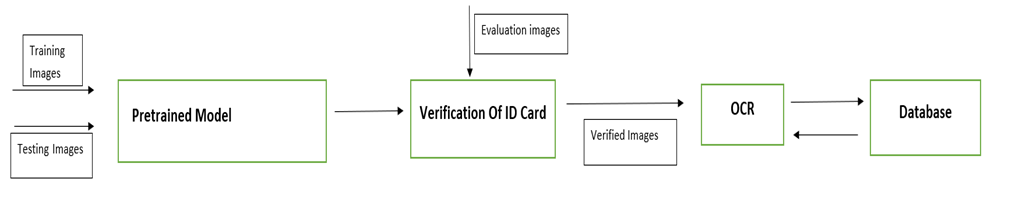 Training
Images
Testing Images
Pretrained Model
Evaluation images
Verification Of ID Card
Verified Images
OCR
Database